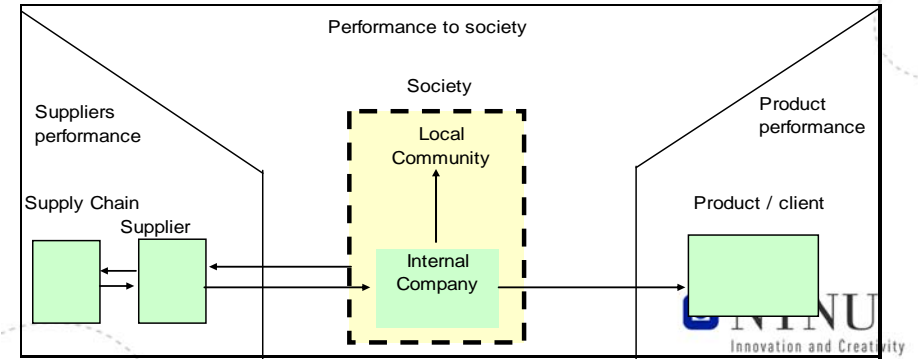 Performance to society
Society
Suppliers
performance
Product
performance
Local
Community
Supply Chain
Supplier
Product / client
Internal
Company
Innovation and Creativity